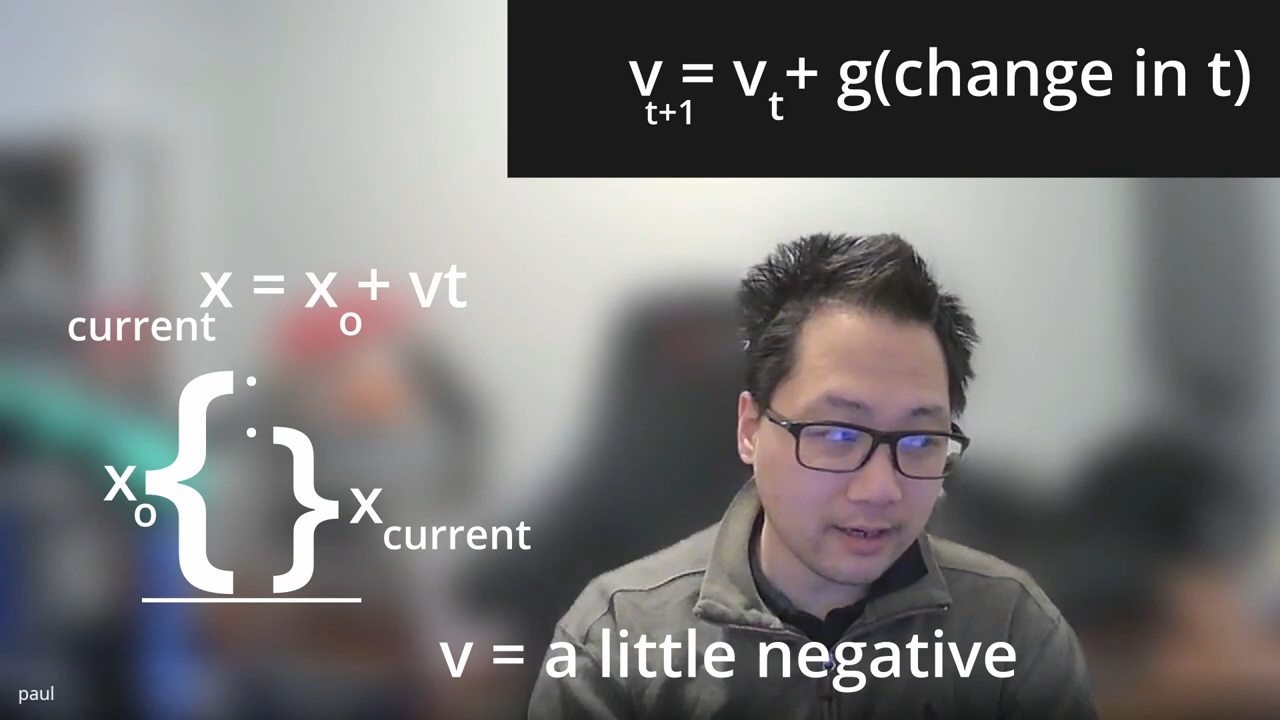 v = v + g(change in t)
t+1 t
x = x + vt
current o
{ : }
x o x current
v = a little negative
paul